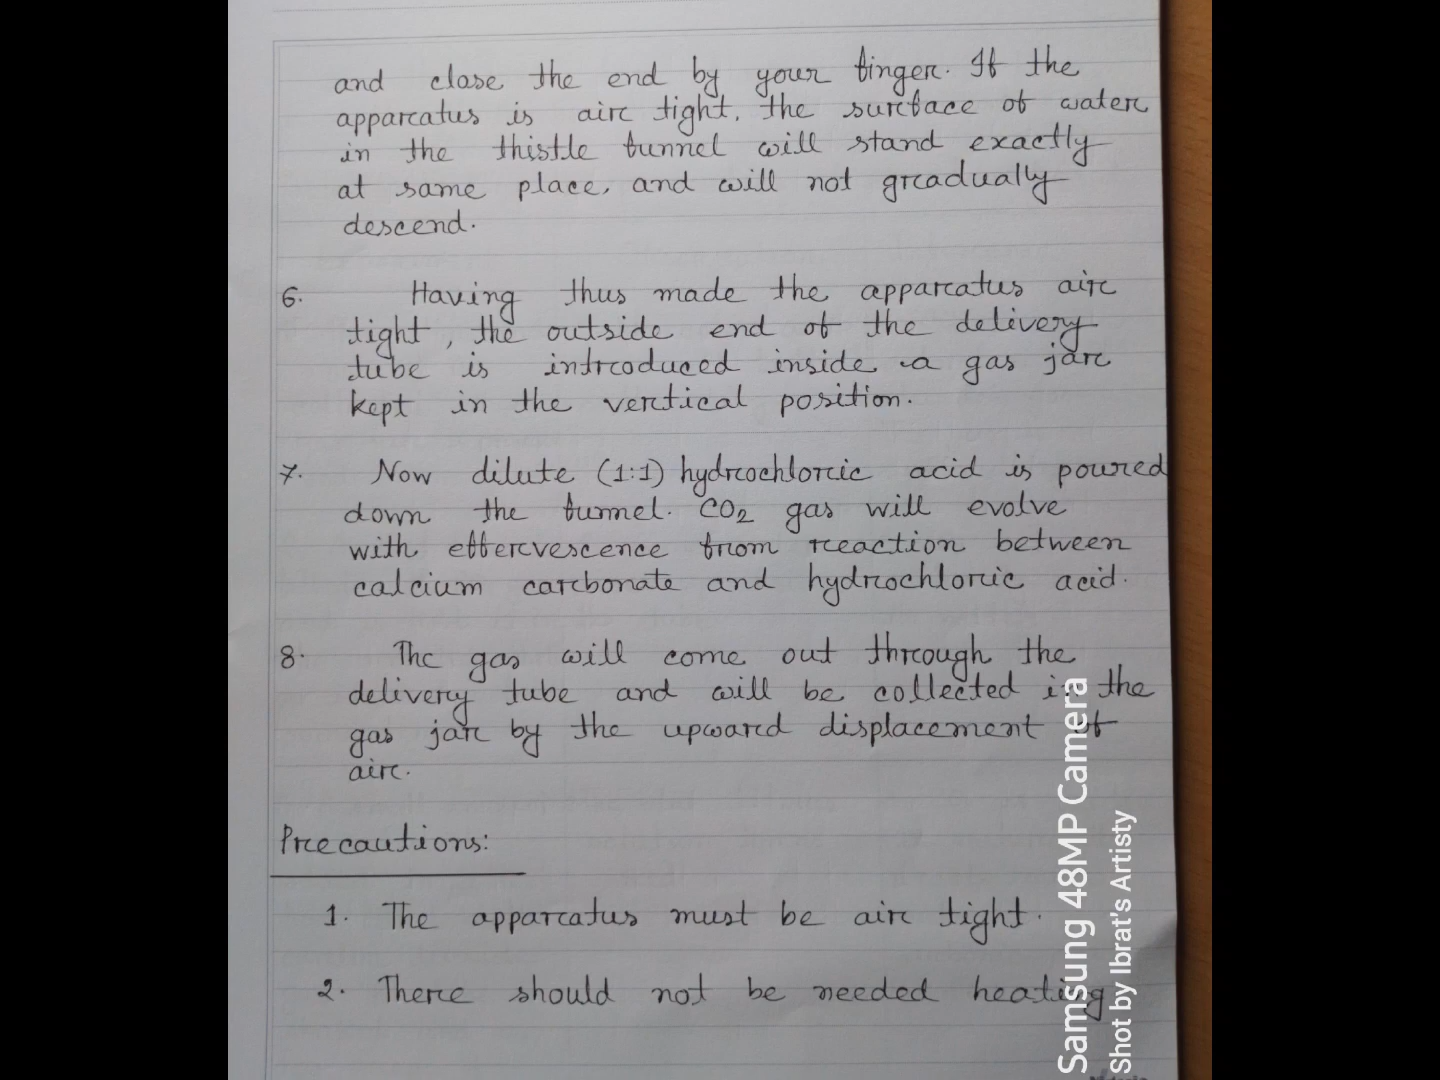 and close the end by your finger. If the
apparatus is air tight, the surface of water
in the thistle funnel will stand exactly
at same place, and will not gradually
descend.
6. Having thus made the apparatus air
tight, the outside end of the delivery
tube is introduced inside a gas jar
kept in the vertical position.
7. Now dilute (1:1) hydrochloric acid is poured
down the funnel. CO2 gas will evolve
with effervescence from reaction between
calcium carbonate and hydrochloric acid.
8. The gas will come out through the
delivery tube and will be collected in the
gas jar by the upward displacement of
air.
Precautions:
1. The apparatus must be air tight.
2. There should not be needed heating
Samsung 48MP Camera
Shot by Ibrat's Artisty